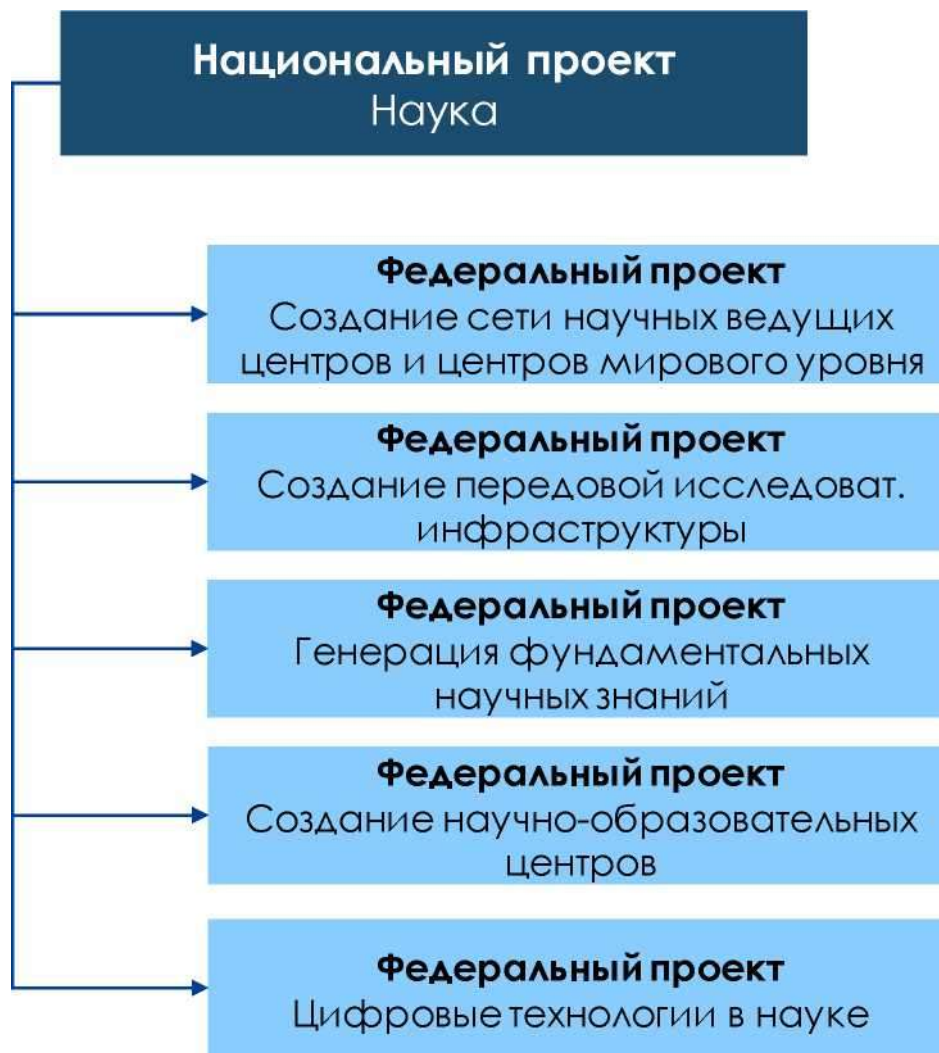 Национальный проект
Наука
Федеральный проект
Создание сети научных ведущих
центров и центров мирового уровня
Федеральный проект
Создание передовой исследоват.
инфраструктуры
Федеральный проект
Генерация фундаментальных
научных знаний
Федеральный проект
Создание научно-образовательных
центров
Федеральный проект
Цифровые технологии в науке